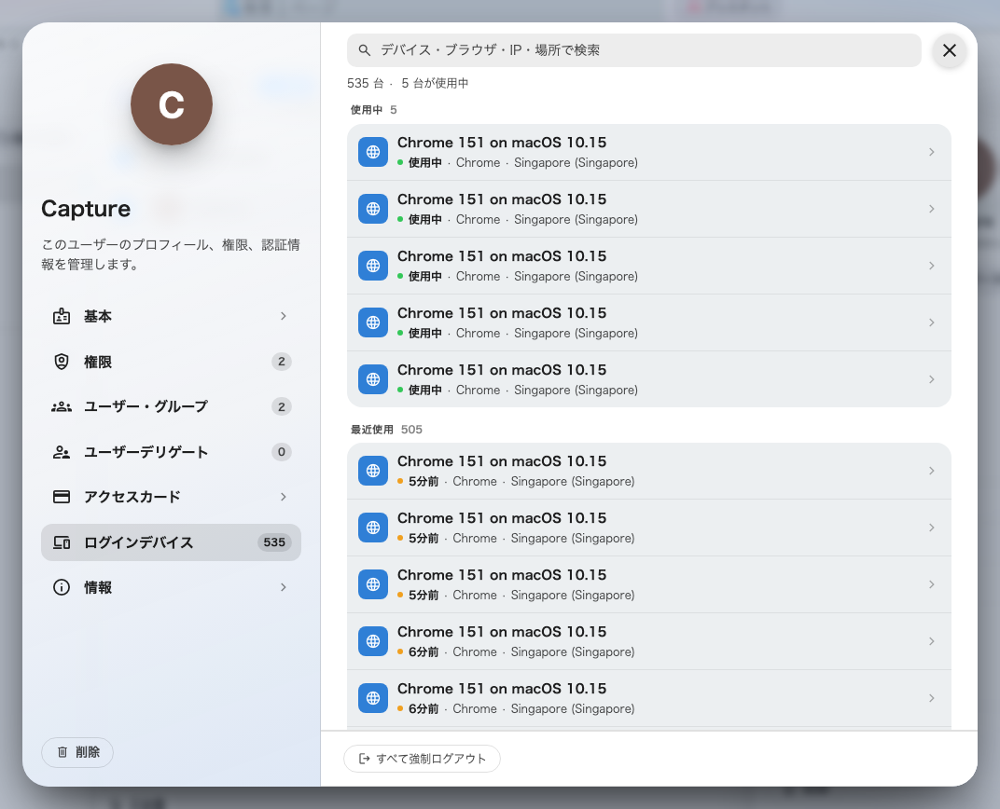 C
Capture
このユーザーのプロフィール、権限、認証情
報を管理します。
基本
権限 2
ユーザー・グループ 2
ユーザーデリゲート 0
アクセスカード
ログインデバイス 535
情報
削除
デバイス・ブラウザ・IP・場所で検索
535 台 · 5 台が使用中
使用中 5
Chrome 151 on macOS 10.15
使用中 · Chrome · Singapore (Singapore)
Chrome 151 on macOS 10.15
使用中 · Chrome · Singapore (Singapore)
Chrome 151 on macOS 10.15
使用中 · Chrome · Singapore (Singapore)
Chrome 151 on macOS 10.15
使用中 · Chrome · Singapore (Singapore)
Chrome 151 on macOS 10.15
使用中 · Chrome · Singapore (Singapore)
最近使用 505
Chrome 151 on macOS 10.15
5分前 · Chrome · Singapore (Singapore)
Chrome 151 on macOS 10.15
5分前 · Chrome · Singapore (Singapore)
Chrome 151 on macOS 10.15
5分前 · Chrome · Singapore (Singapore)
Chrome 151 on macOS 10.15
6分前 · Chrome · Singapore (Singapore)
Chrome 151 on macOS 10.15
6分前 · Chrome · Singapore (Singapore)
すべて強制ログアウト